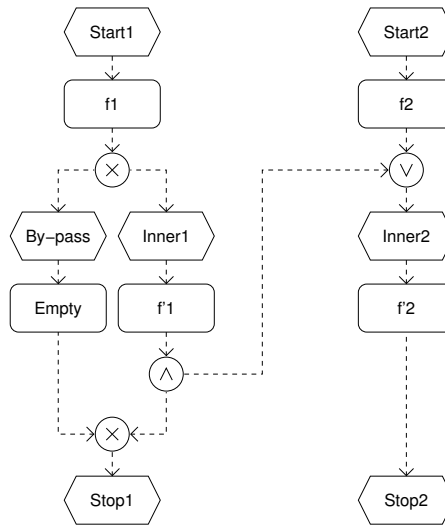 Start1
Start2
f1
f2
By−pass
Inner1
Inner2
Empty
f'1
f'2
Stop1
Stop2